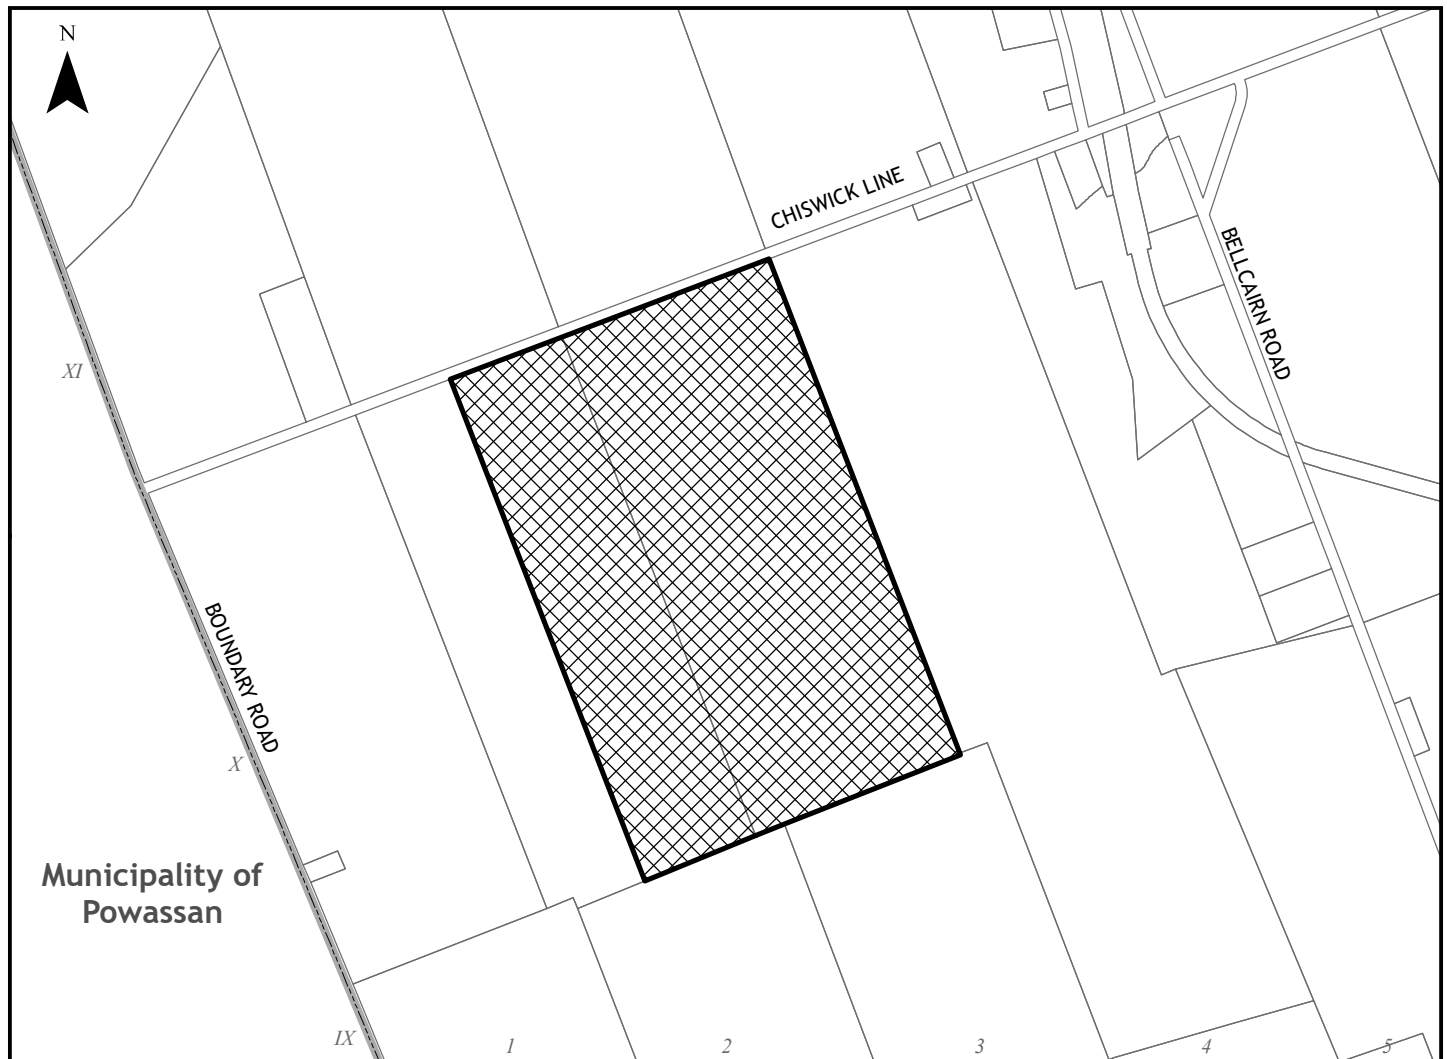 N
CHISWICK LINE
BELLCAIRN ROAD
XI
BOUNDARY ROAD
X
Municipality of
Powassan
IX
1
2
3
4
5